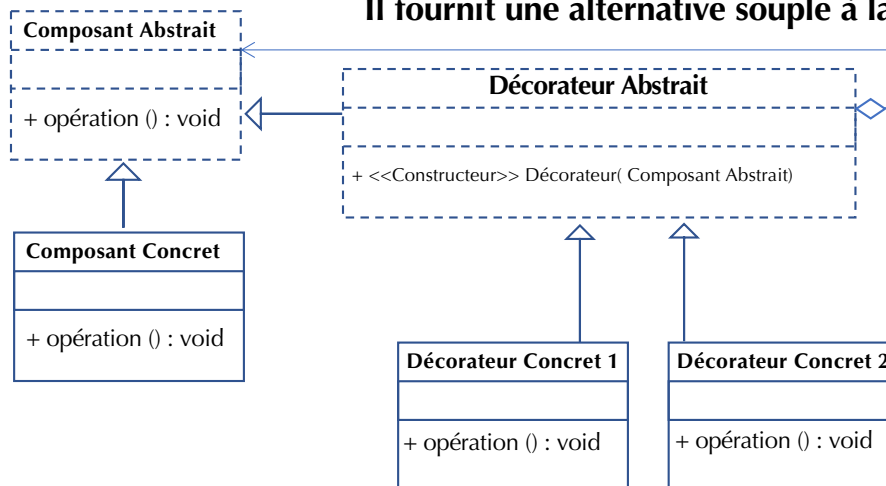 Il fournit une alternative souple à la
Composant Abstrait
+ opération () : void
Décorateur Abstrait
+ <<Constructeur>> Décorateur( Composant Abstrait)
Composant Concret
+ opération () : void
Décorateur Concret 1
+ opération () : void
Décorateur Concret 2
+ opération () : void